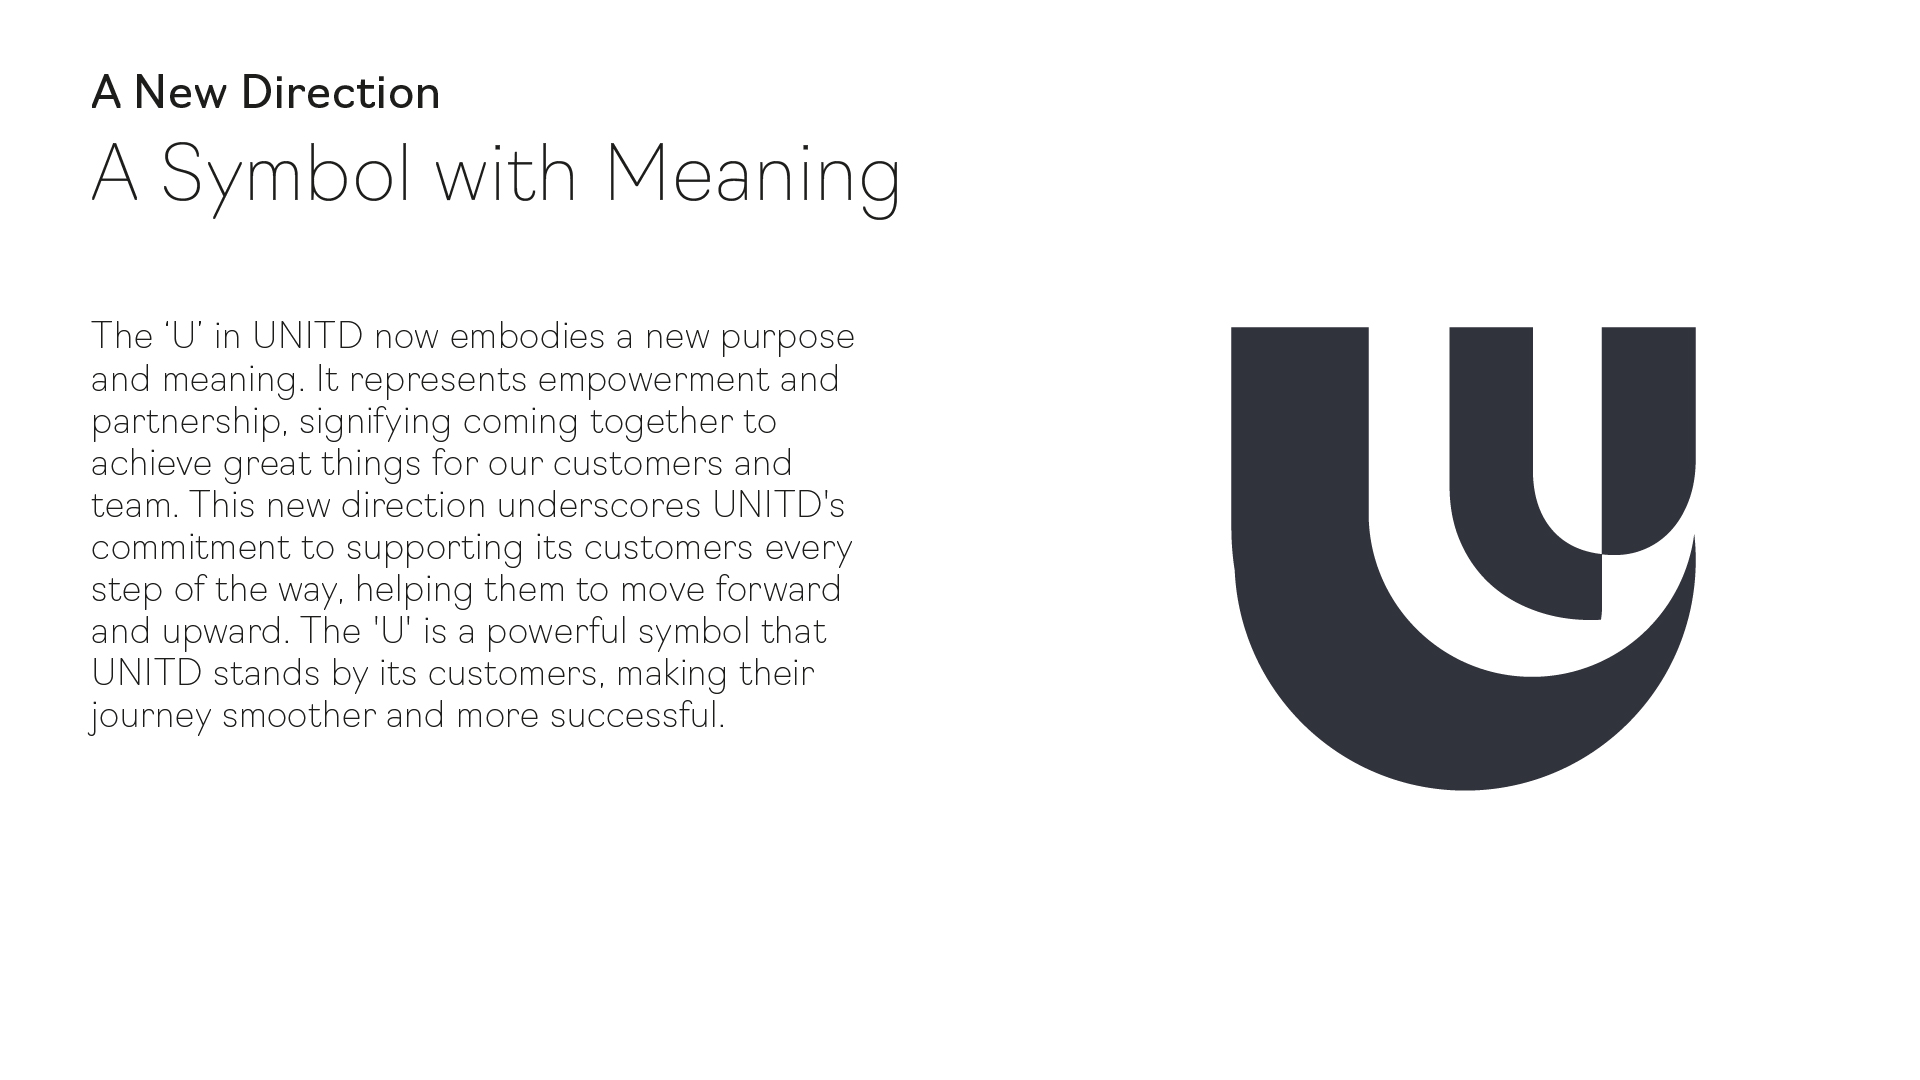 A New Direction
A Symbol with Meaning
The ‘U’ in UNITD now embodies a new purpose
and meaning. It represents empowerment and
partnership, signifying coming together to
achieve great things for our customers and
team. This new direction underscores UNITD's
commitment to supporting its customers every
step of the way, helping them to move forward
and upward. The 'U' is a powerful symbol that
UNITD stands by its customers, making their
journey smoother and more successful.